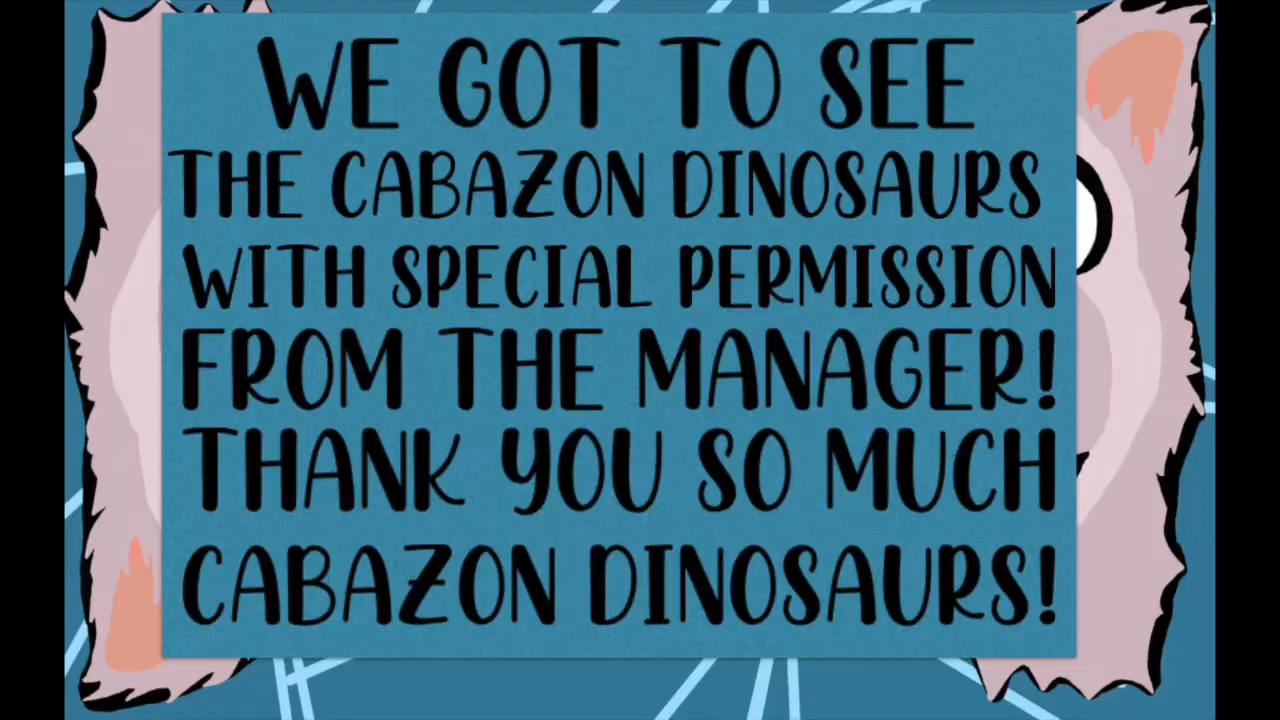 WE GOT TO SEE
THE CABAZON DINOSAURS
WITH SPECIAL PERMISSION
FROM THE MANAGER!
THANK YOU SO MUCH
CABAZON DINOSAURS!